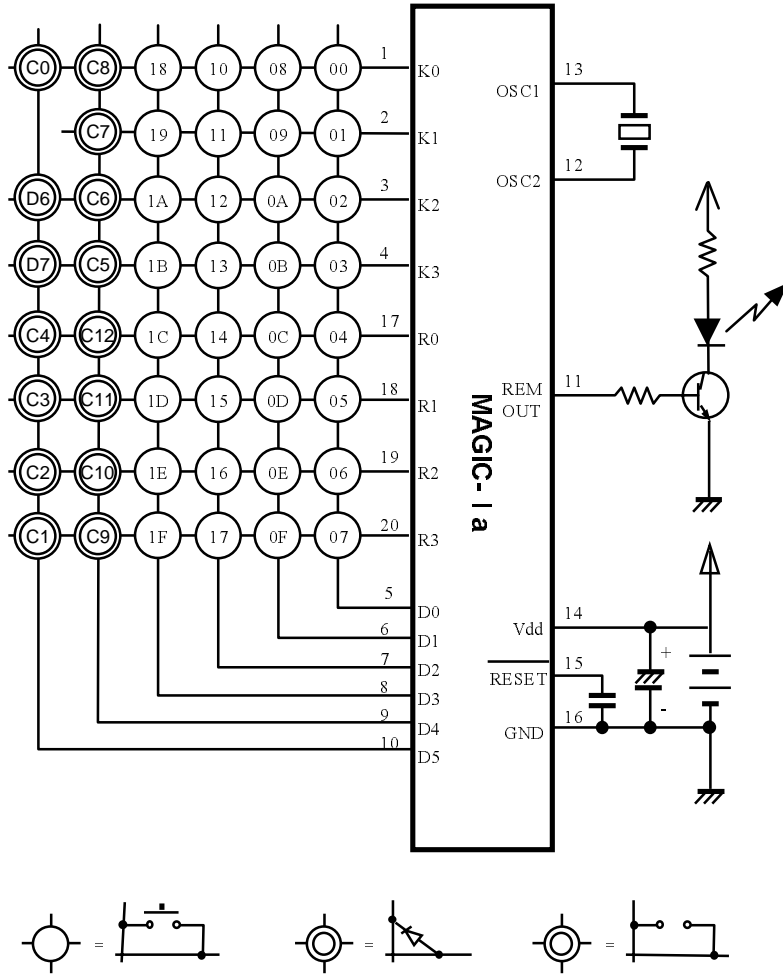 1
C0 C8 18 10 08 00 K0
2
C7 19 11 09 01 K1
3
D6 C6 1A 12 0A 02 K2
4
D7 C5 1B 13 0B 03 K3
17
C4 C12 1C 14 0C 04 R0
18
C3 C11 1D 15 0D 05 R1
19
C2 C10 1E 16 0E 06 R2
20
C1 C9 1F 17 0F 07 R3
5
D0
6
D1
7
D2
8
D3
9
D4
10
D5
MAGIC- I a
13
OSC1
12
OSC2
REM 11
OUT
14
Vdd
15
RESET
+
-
16
GND
= = =